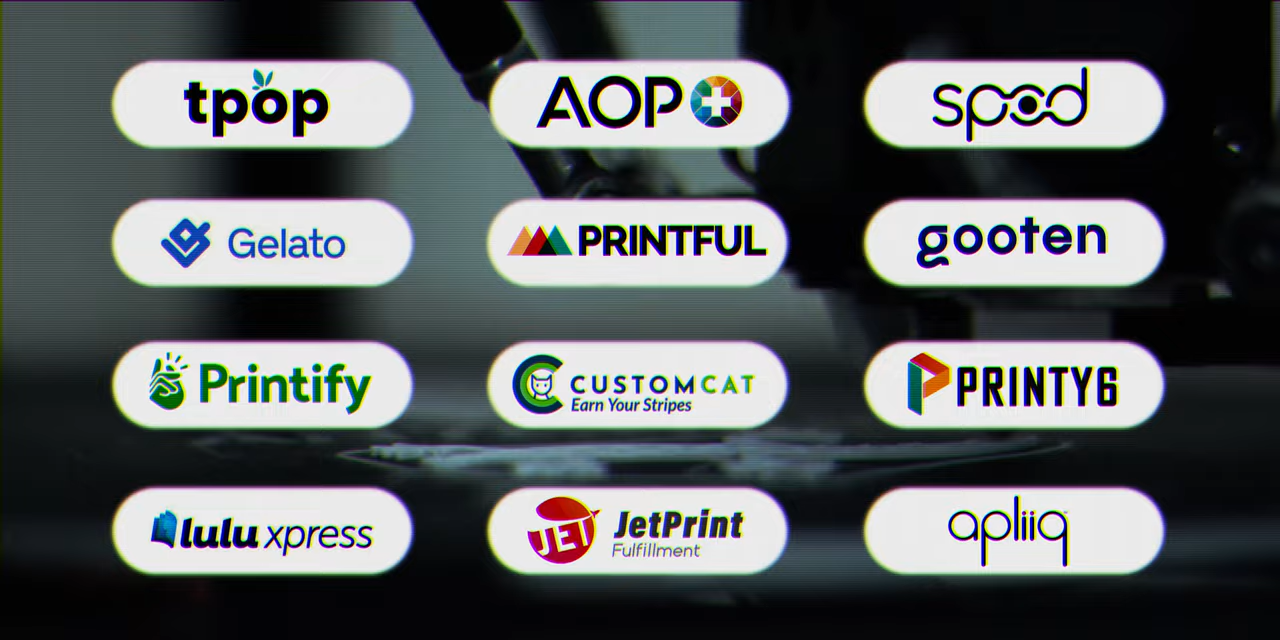 tpop
AOP
spod
Gelato
PRINTFUL
gooten
Printify
CUSTOMCAT
Earn Your Stripes
PRINTY6
lulu xpress
JET
JetPrint
Fulfillment
apliiq